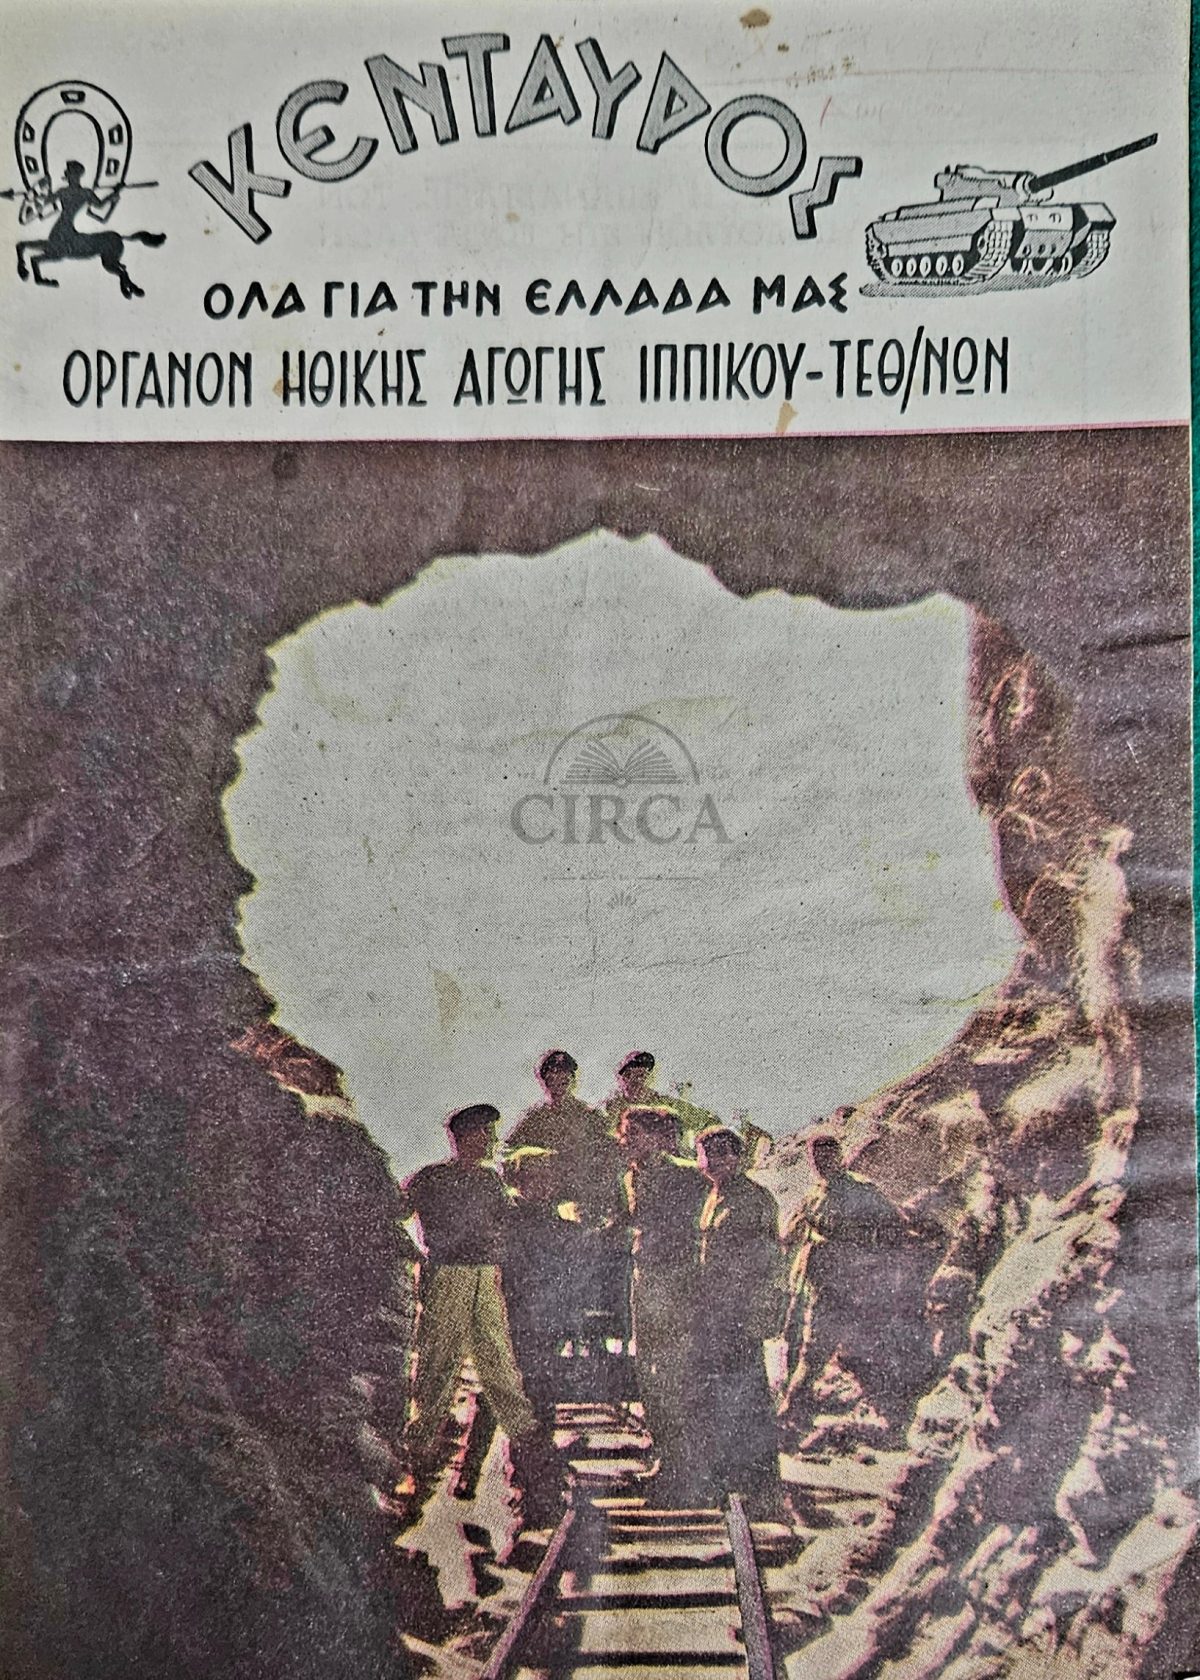 ΚΕΝΤΑΥΡΟΣ
ΟΛΑ ΓΙΑ ΤΗΝ ΕΛΛΑΔΑ ΜΑΣ
ΟΡΓΑΝΟΝ ΗΘΙΚΗΣ ΑΓΩΓΗΣ ΙΠΠΙΚΟΥ-ΤΕΘ/ΝΩΝ
CIRCA